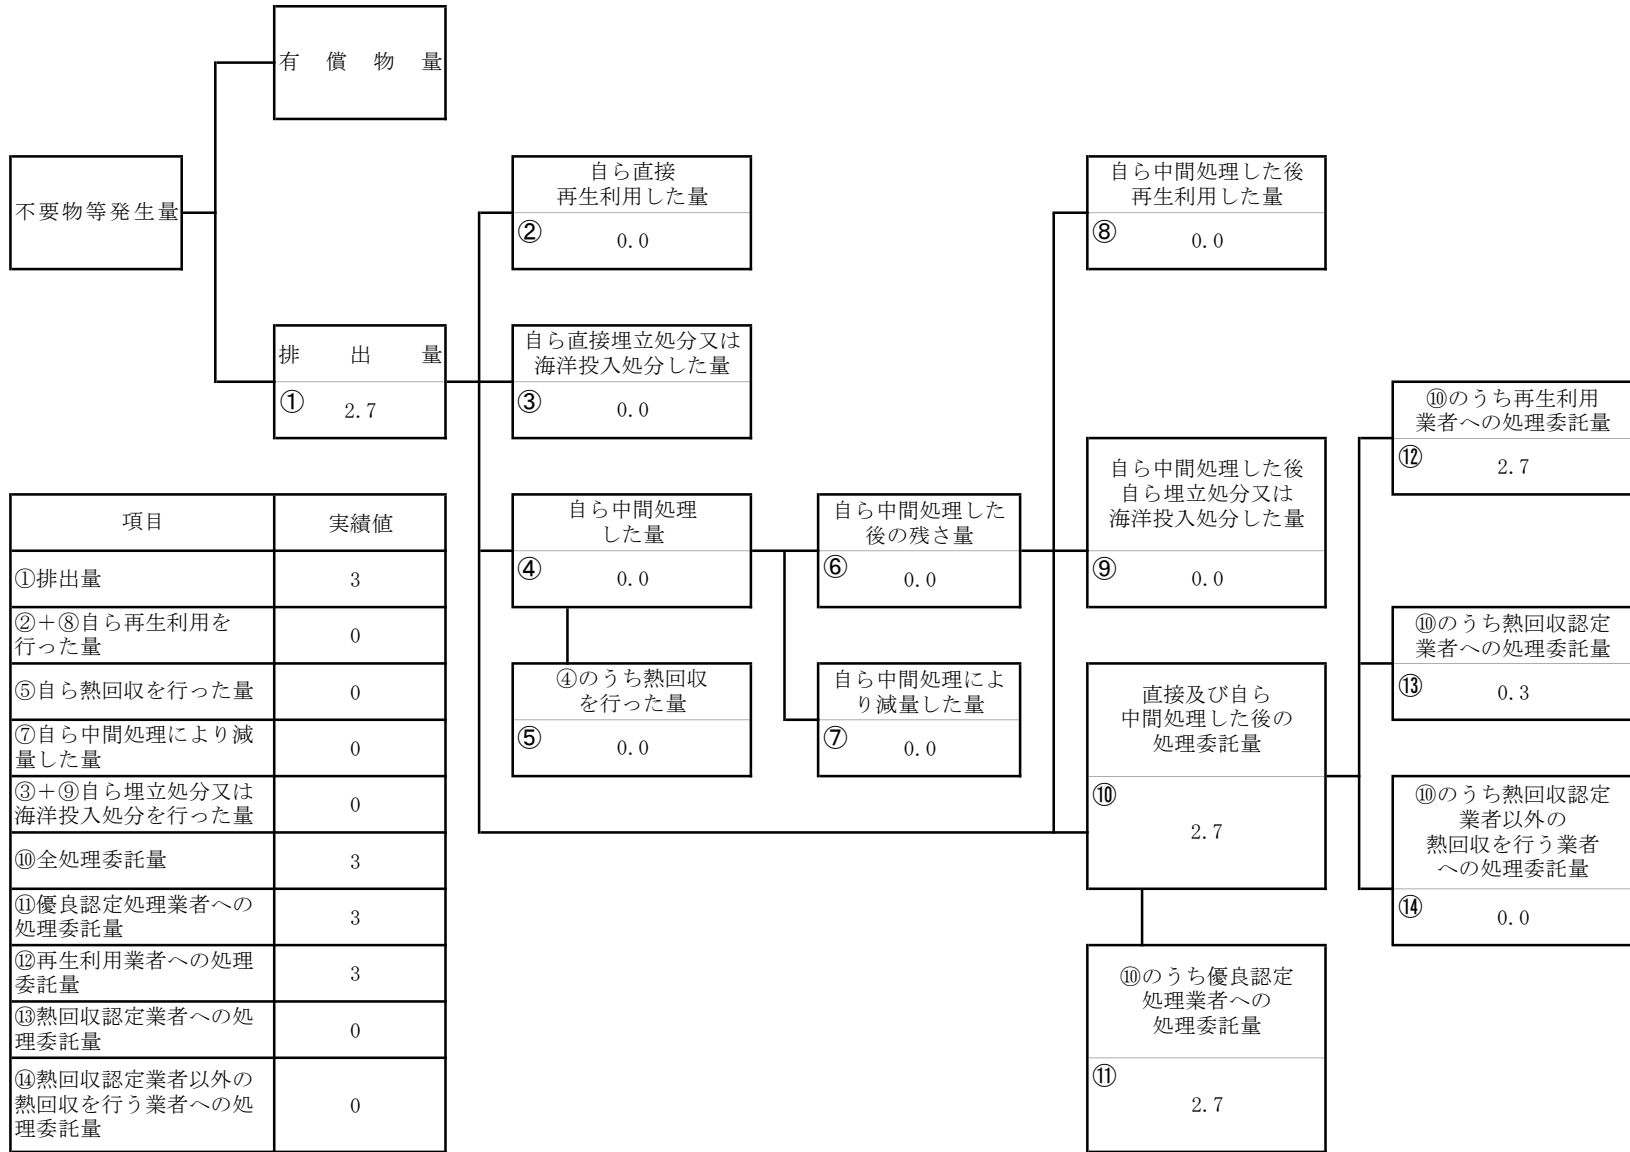 有償物量
不要物等発生量
排出量
① 2.7
自ら直接
再生利用した量
② 0.0
自ら直接埋立処分又は
海洋投入処分した量
③ 0.0
自ら中間処理
した量
④ 0.0
④のうち熱回収
を行った量
⑤ 0.0
自ら中間処理した
後の残さ量
⑥ 0.0
自ら中間処理によ
り減量した量
⑦ 0.0
自ら中間処理した後
再生利用した量
⑧ 0.0
自ら中間処理した後
自ら埋立処分又は
海洋投入処分した量
⑨ 0.0
直接及び自ら
中間処理した後の
処理委託量
⑩ 2.7
⑩のうち優良認定
処理業者への
処理委託量
⑪ 2.7
⑩のうち再生利用
業者への処理委託量
⑫ 2.7
⑩のうち熱回収認定
業者への処理委託量
⑬ 0.3
⑩のうち熱回収認定
業者以外の
熱回収を行う業者
への処理委託量
⑭ 0.0
項目 実績値
①排出量 3
②+⑧自ら再生利用を
行った量 0
⑤自ら熱回収を行った量 0
⑦自ら中間処理により減
量した量 0
③+⑨自ら埋立処分又は
海洋投入処分を行った量 0
⑩全処理委託量 3
⑪優良認定処理業者への
処理委託量 3
⑫再生利用業者への処理
委託量 3
⑬熱回収認定業者への処
理委託量 0
⑭熱回収認定業者以外の
熱回収を行う業者への処
理委託量 0